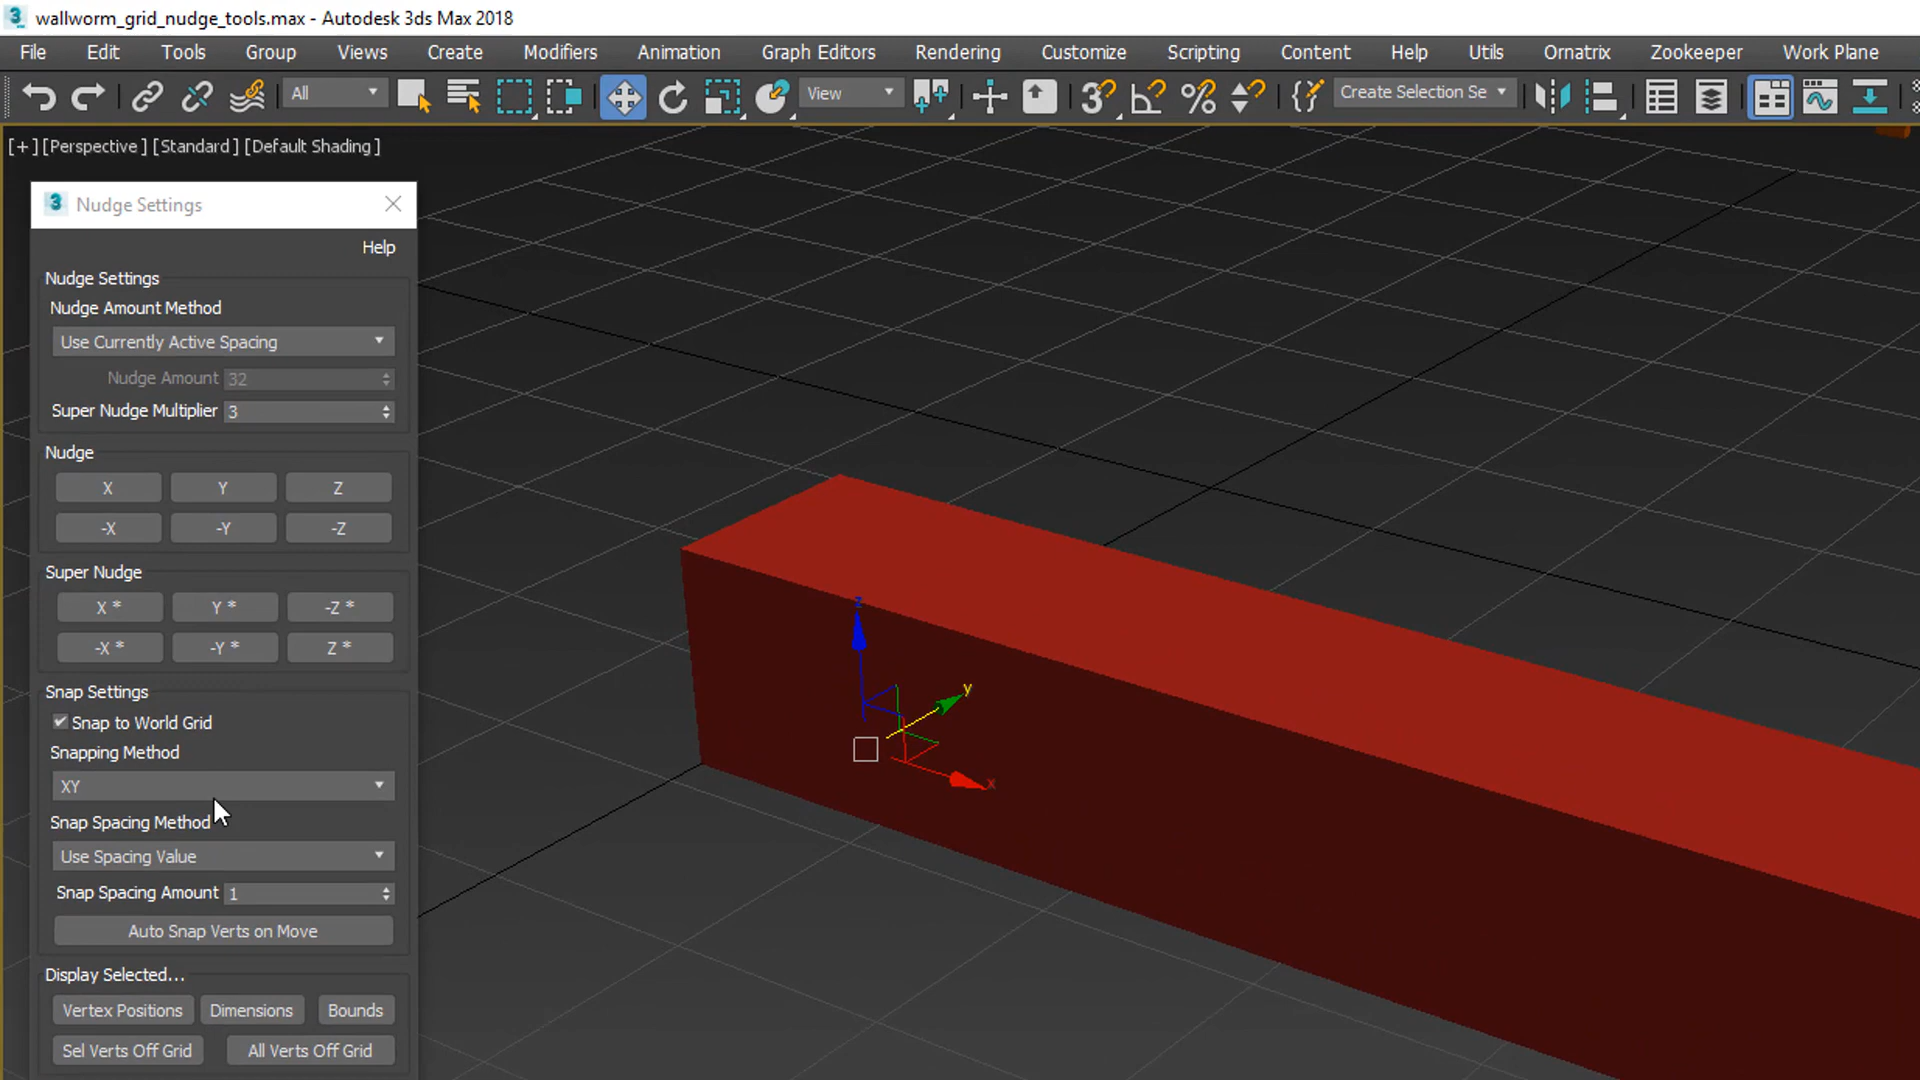 wallworm_grid_nudge_tools.max - Autodesk 3ds Max 2018
File Edit Tools Group Views Create Modifiers Animation Graph Editors Rendering Customize Scripting Content Help Utils Ornatrix Zookeeper Work Plane
All View 3 Create Selection Se
[+] [Perspective ] [Standard ] [Default Shading ]
3 Nudge Settings
Help
Nudge Settings
Nudge Amount Method
Use Currently Active Spacing
Nudge Amount 32
Super Nudge Multiplier 3
Nudge
X Y Z
-X -Y -Z
Super Nudge
X * Y * -Z *
-X * -Y * Z *
Snap Settings
Snap to World Grid
Snapping Method
XY
Snap Spacing Method
Use Spacing Value
Snap Spacing Amount 1
Auto Snap Verts on Move
Display Selected...
Vertex Positions Dimensions Bounds
Sel Verts Off Grid All Verts Off Grid
z
y
x